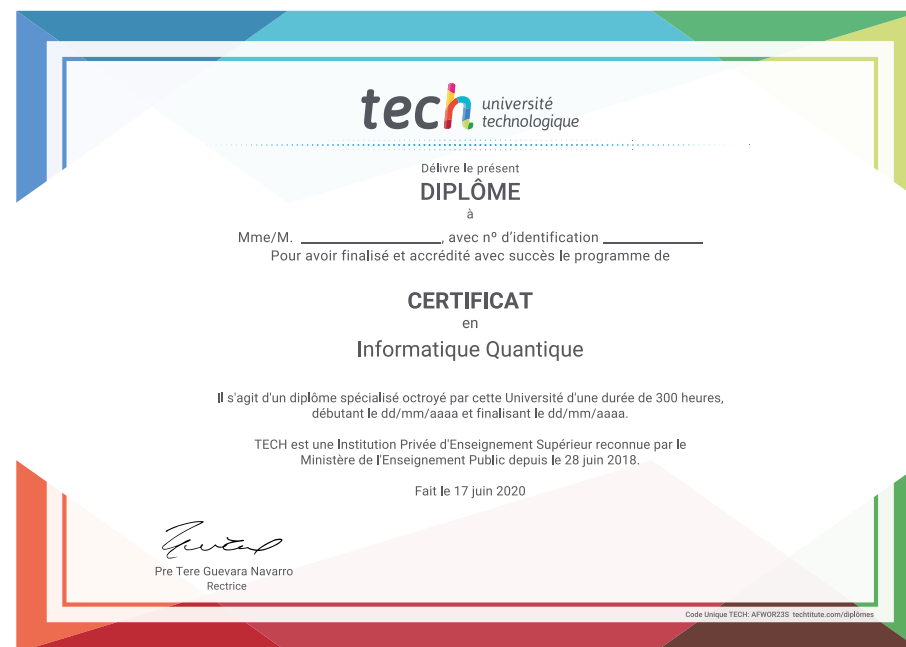 tech université
technologique
Délivre le présent
DIPLÔME
à
Mme/M. ____________________, avec nº d'identification ______________
Pour avoir finalisé et accrédité avec succès le programme de
CERTIFICAT
en
Informatique Quantique
Il s'agit d'un diplôme spécialisé octroyé par cette Université d'une durée de 300 heures,
débutant le dd/mm/aaaa et finalisant le dd/mm/aaaa.
TECH est une Institution Privée d'Enseignement Supérieur reconnue par le
Ministère de l'Enseignement Public depuis le 28 juin 2018.
Fait le 17 juin 2020
Pre Tere Guevara Navarro
Rectrice
Code Unique TECH: AFWOR23S techtitute.com/diplômes